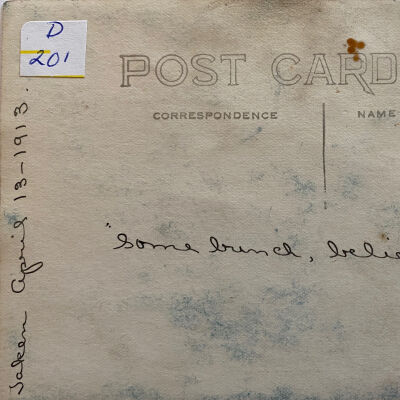 D
201
POST CARD
CORRESPONDENCE
NAME
Taken April 13-1913.
"Some bunch, belie